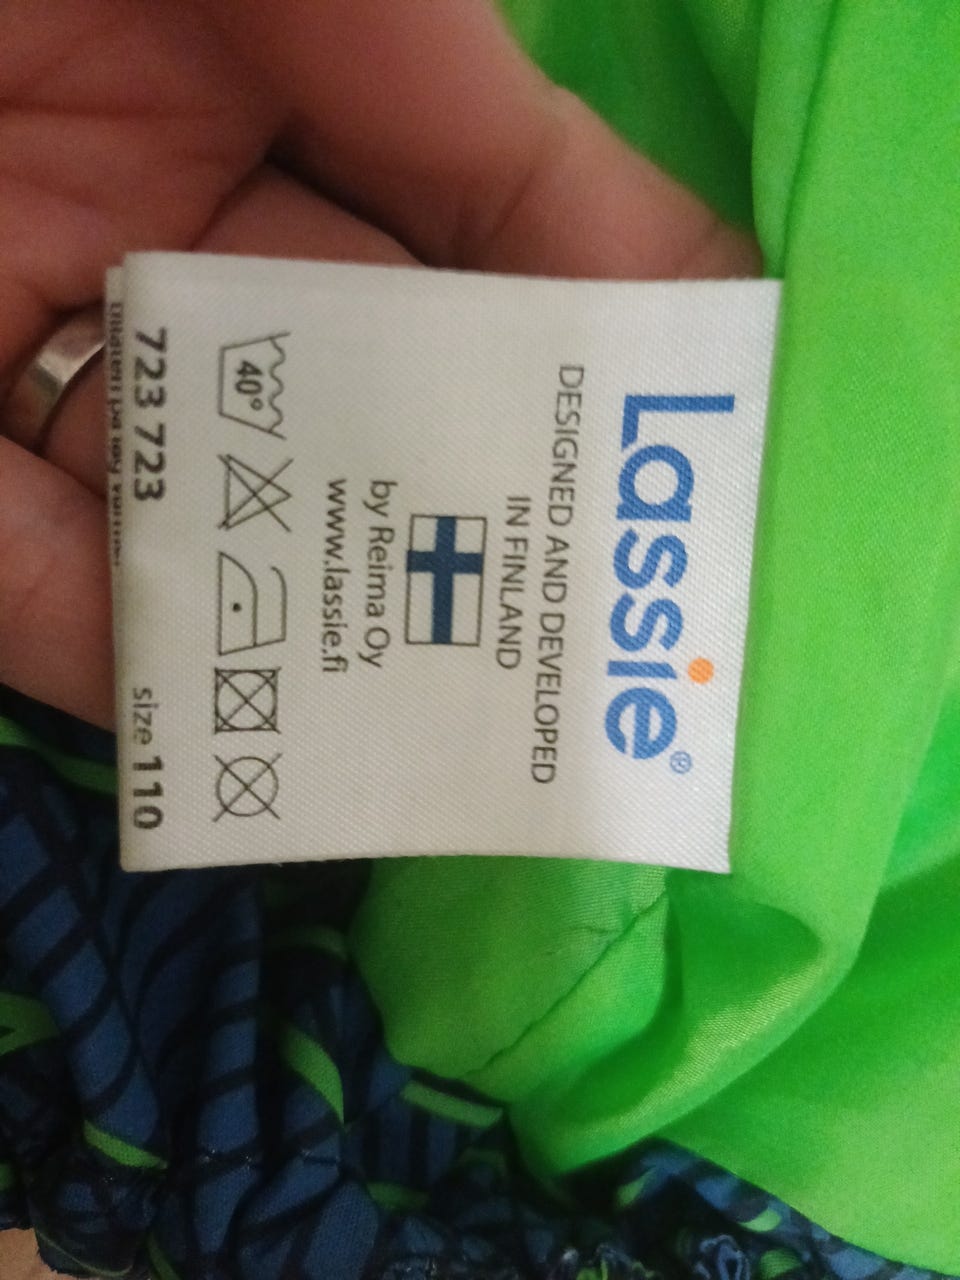 Lassie®
DESIGNED AND DEVELOPED
IN FINLAND
by Reima Oy
www.lassie.fi
40°
723 723 size 110